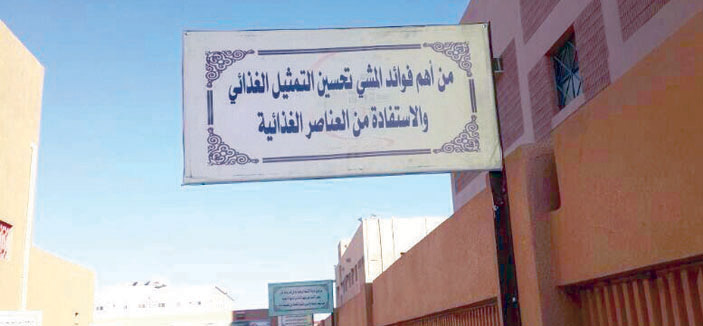 من أهم فوائد المشي تحسين التمثيل الغذائي
والاستفادة من العناصر الغذائية